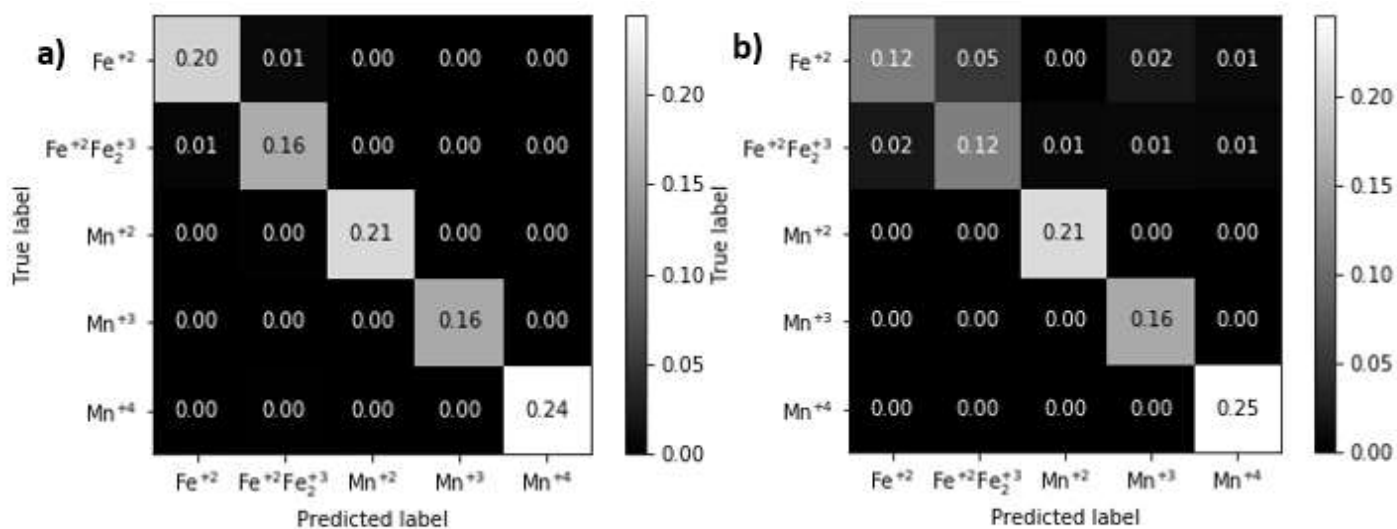 a)
True label
Fe⁺² 0.20 0.01 0.00 0.00 0.00
Fe⁺²Fe₂⁺³ 0.01 0.16 0.00 0.00 0.00
Mn⁺² 0.00 0.00 0.21 0.00 0.00
Mn⁺³ 0.00 0.00 0.00 0.16 0.00
Mn⁺⁴ 0.00 0.00 0.00 0.00 0.24
Fe⁺² Fe⁺²Fe₂⁺³ Mn⁺² Mn⁺³ Mn⁺⁴
Predicted label
0.20
0.15
0.10
0.05
0.00
b)
True label
Fe⁺² 0.12 0.05 0.00 0.02 0.01
Fe⁺²Fe₂⁺³ 0.02 0.12 0.01 0.01 0.01
Mn⁺² 0.00 0.00 0.21 0.00 0.00
Mn⁺³ 0.00 0.00 0.00 0.16 0.00
Mn⁺⁴ 0.00 0.00 0.00 0.00 0.25
Fe⁺² Fe⁺²Fe₂⁺³ Mn⁺² Mn⁺³ Mn⁺⁴
Predicted label
0.20
0.15
0.10
0.05
0.00